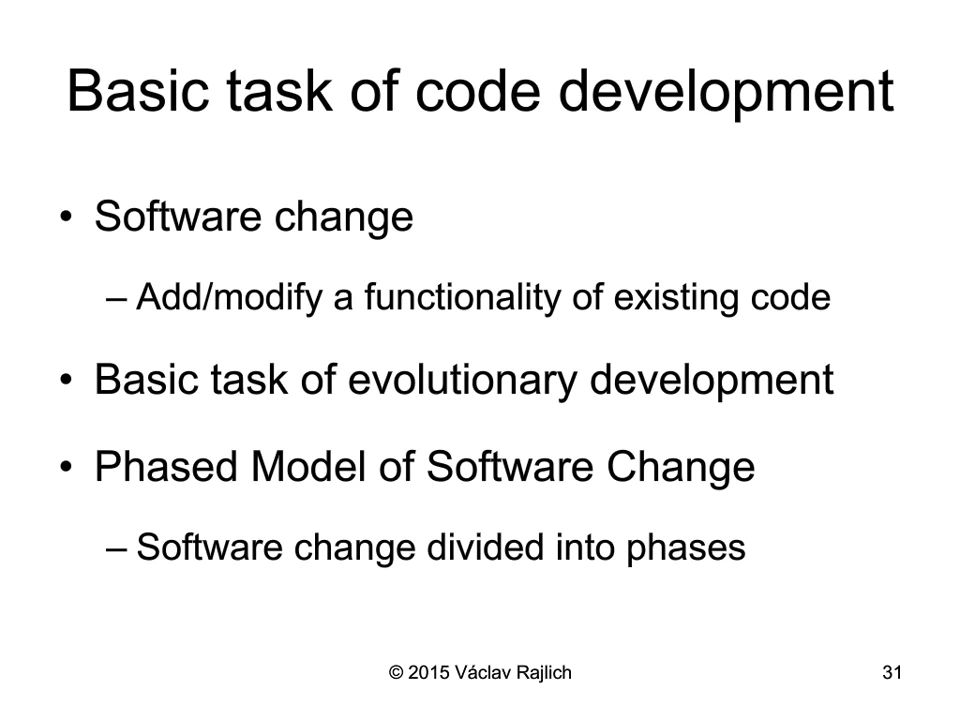 Basic task of code development
• Software change
– Add/modify a functionality of existing code
• Basic task of evolutionary development
• Phased Model of Software Change
– Software change divided into phases
© 2015 Václav Rajlich 31